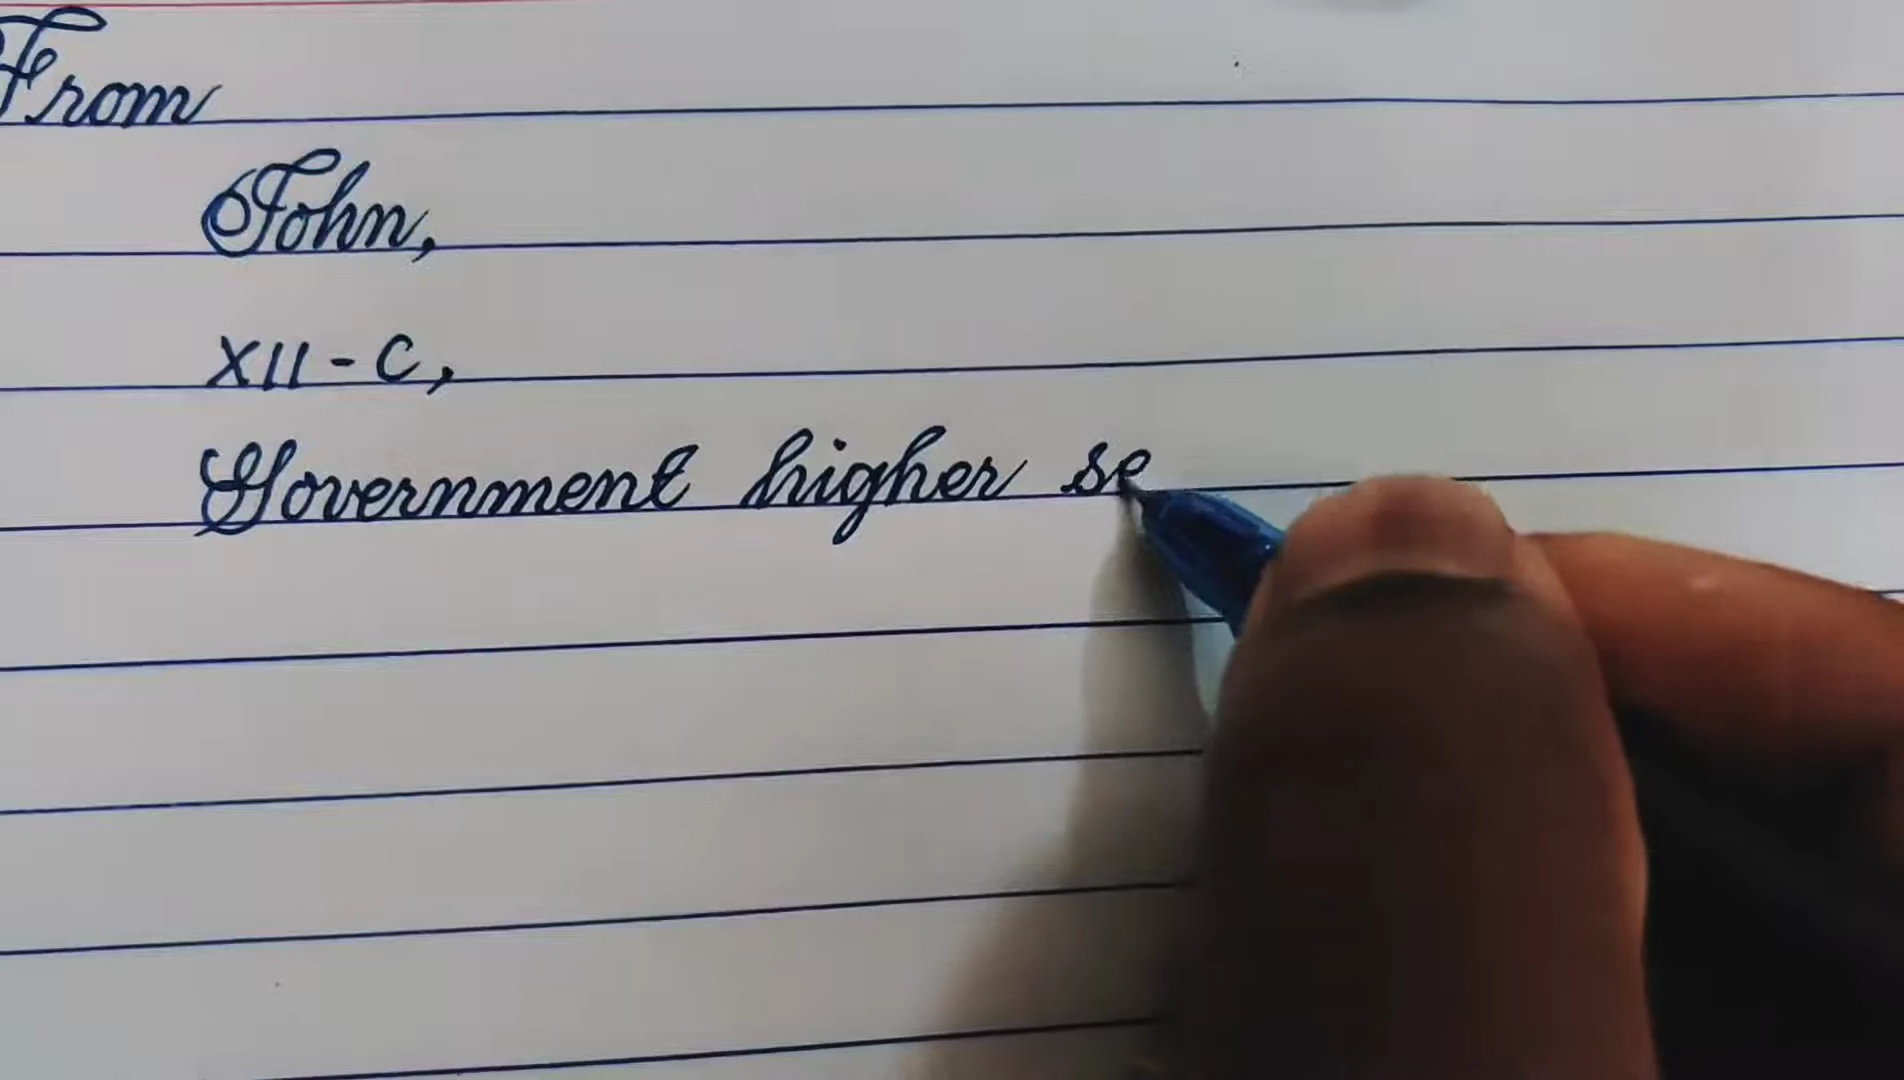 From
John,
XII - C,
Government higher se